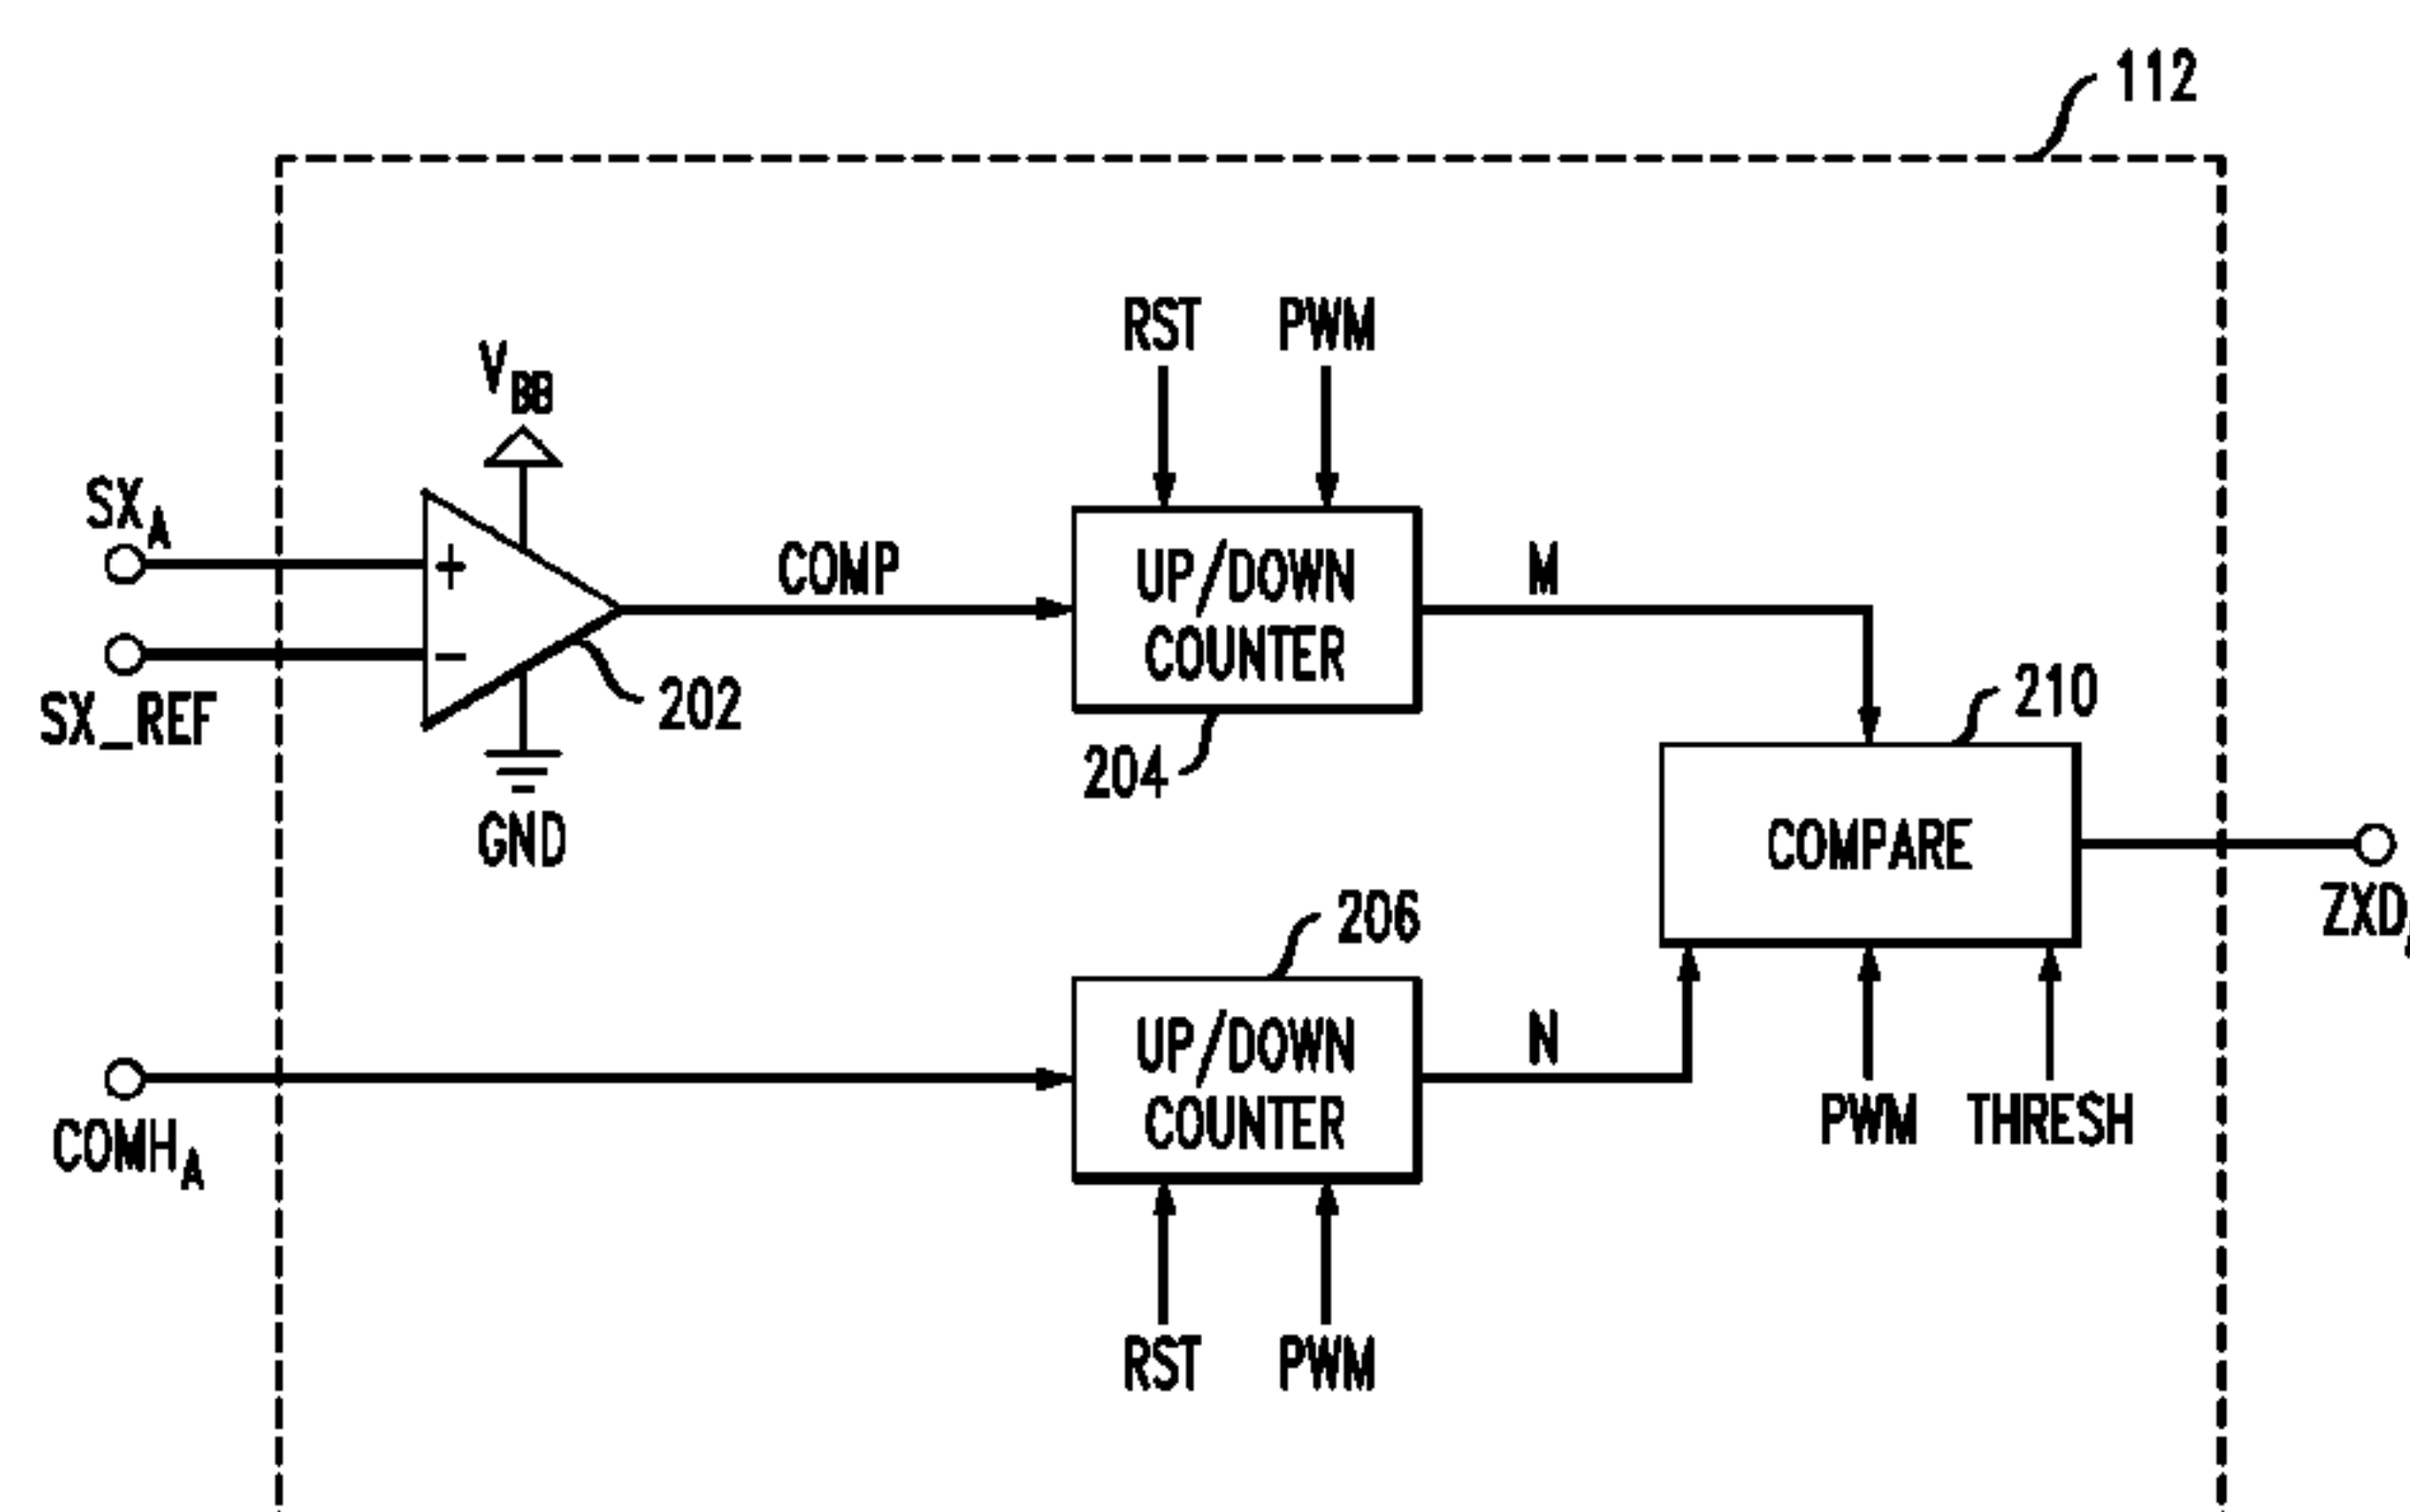 112
RST PWM
V BB
SX A
+
COMP
UP/DOWN
COUNTER
M
-
SX_REF
202
204
210
GND
COMPARE
ZXD
206
UP/DOWN
COUNTER
N
COMH A
PWM THRESH
RST PWM